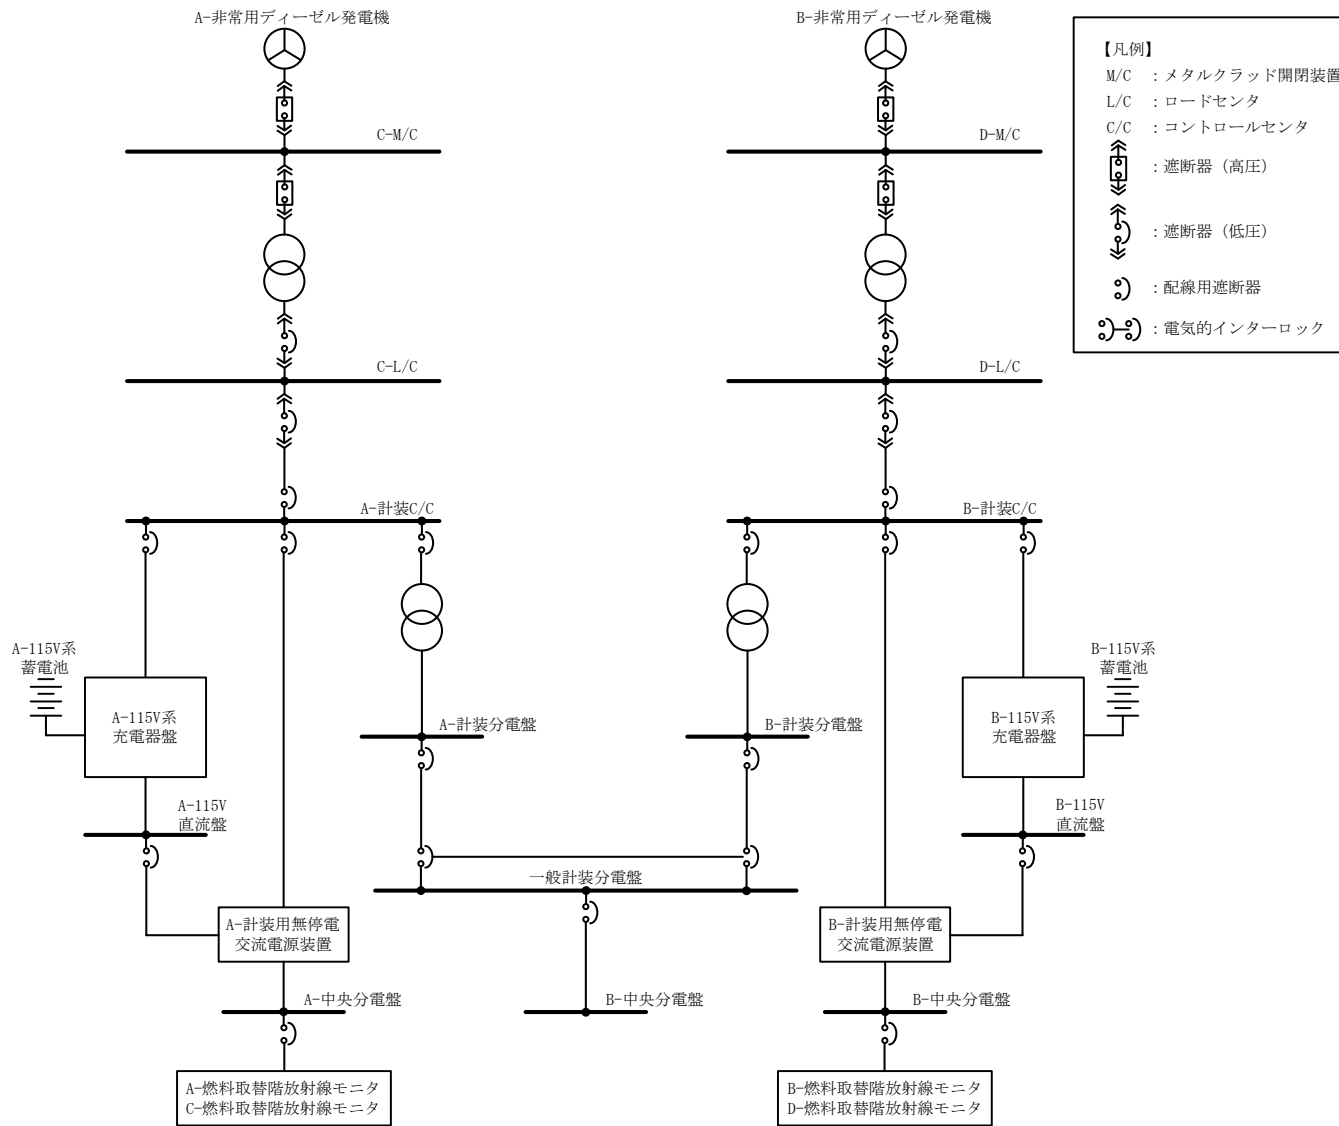 A-非常用ディーゼル発電機
B-非常用ディーゼル発電機
【凡例】
M/C :メタルクラッド開閉装置
L/C :ロードセンタ
C/C :コントロールセンタ
:遮断器(高圧)
:遮断器(低圧)
:配線用遮断器
:電気的インターロック
C-M/C
D-M/C
C-L/C
D-L/C
A-計装C/C
B-計装C/C
A-115V系
蓄電池
B-115V系
蓄電池
A-115V系
充電器盤
A-計装分電盤
B-計装分電盤
B-115V系
充電器盤
A-115V
直流盤
B-115V
直流盤
一般計装分電盤
A-計装用無停電
交流電源装置
B-計装用無停電
交流電源装置
A-中央分電盤
B-中央分電盤
B-中央分電盤
A-燃料取替階放射線モニタ
C-燃料取替階放射線モニタ
B-燃料取替階放射線モニタ
D-燃料取替階放射線モニタ